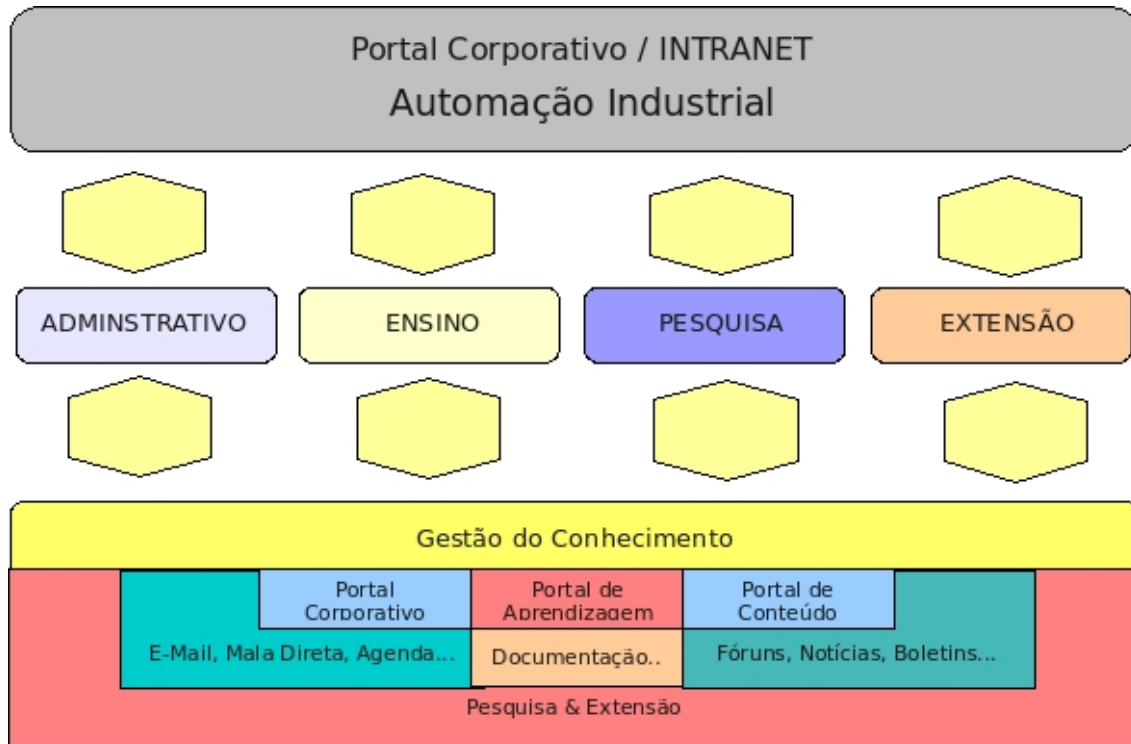 Portal Corporativo / INTRANET
Automação Industrial
ADMINSTRATIVO
ENSINO
PESQUISA
EXTENSÃO
Gestão do Conhecimento
Portal
Corporativo
Portal de
Aprendizagem
Portal de
Conteúdo
E-Mail, Mala Direta, Agenda...
Documentação..
Fóruns, Notícias, Boletins...
Pesquisa & Extensão